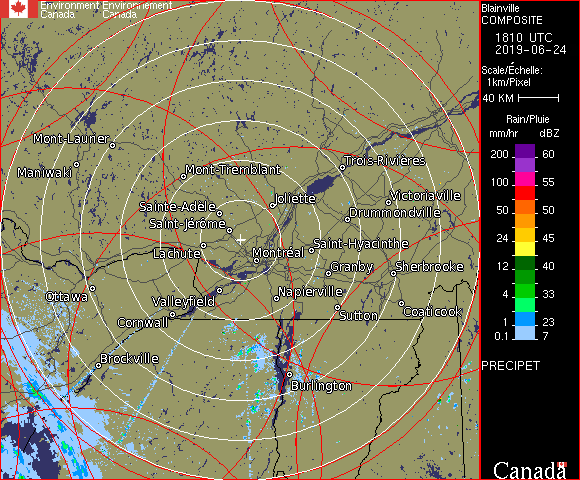 Environment Environnement
Canada Canada
Blainville
COMPOSITE
1810 UTC
2019-06-24
Scale/Échelle:
1km/Pixel
40 KM
Rain/Pluie
mm/hr dBZ
200 60
100 55
50 50
24 45
12 40
4 33
1 23
0.1 7
PRECIPET
Canada
Mont-Laurier
Maniwaki
Mont-Tremblant
Trois-Rivières
Joliette
Victoriaville
Sainte-Adèle
Drummondville
Saint-Jérôme
Saint-Hyacinthe
Lachute
Montréal
Granby
Sherbrooke
Ottawa
Valleyfield
Napierville
Cornwall
Sutton
Coaticook
Brockville
Burlington